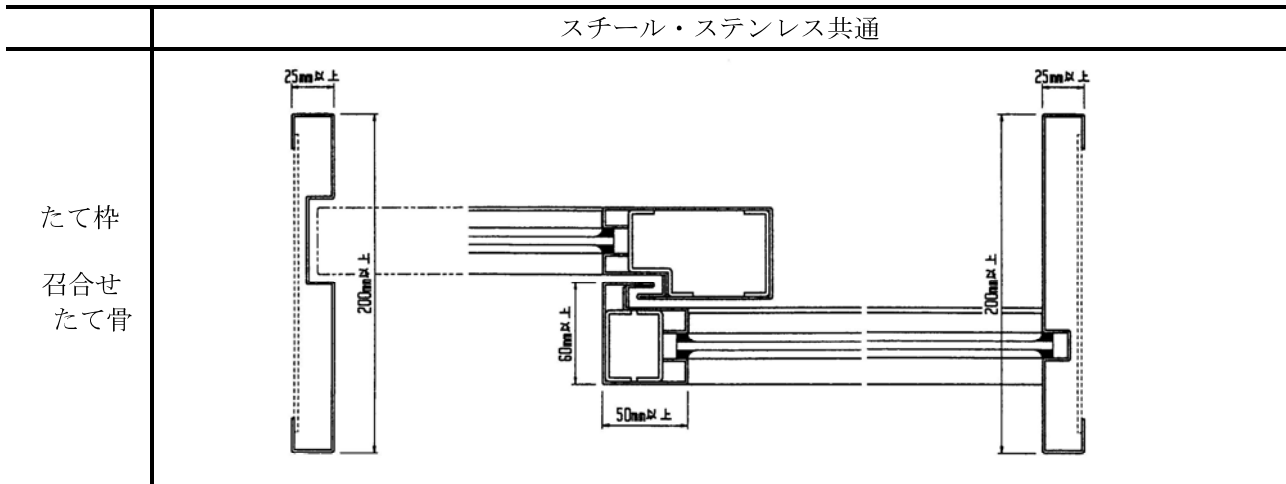 スチール・ステンレス共通
25mm以上
25mm以上
たて枠
召合せ
たて骨
200mm以上
60mm以上
50mm以上
200mm以上